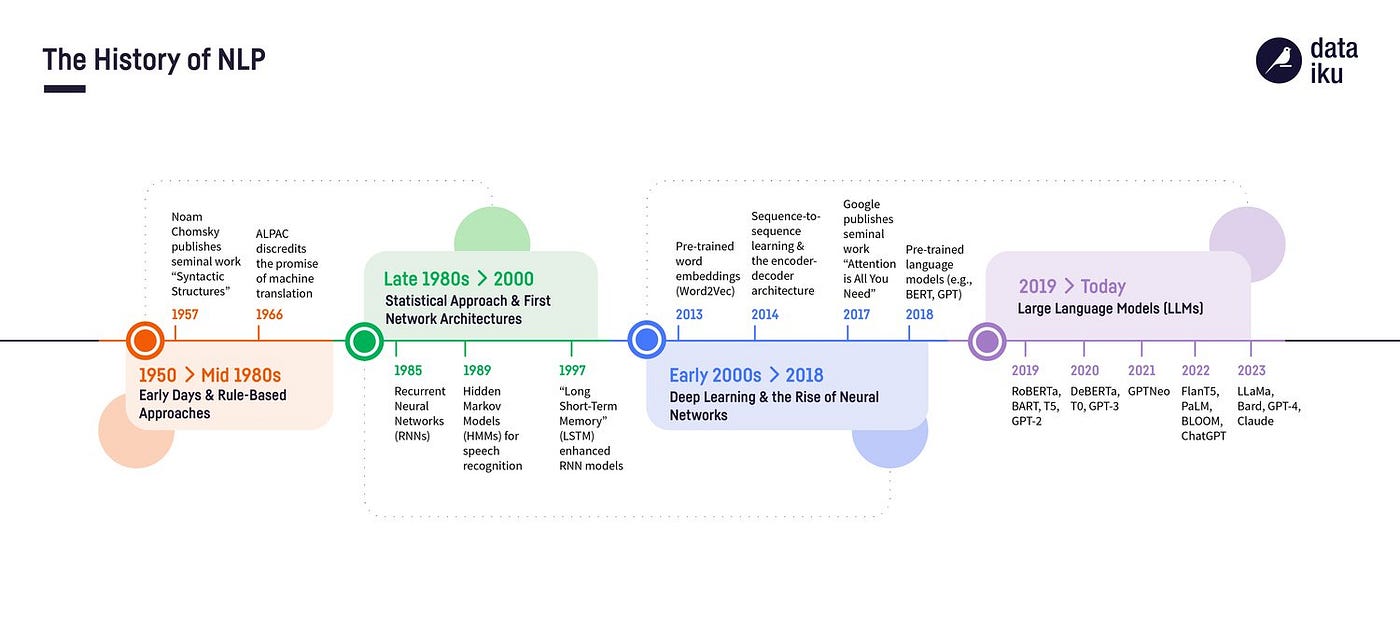 The History of NLP
data
iku
Noam
Chomsky
publishes
seminal work
“Syntactic
Structures”
1957
ALPAC
discredits
the promise
of machine
translation
1966
1950 > Mid 1980s
Early Days & Rule-Based
Approaches
Late 1980s > 2000
Statistical Approach & First
Network Architectures
1985
Recurrent
Neural
Networks
(RNNs)
1989
Hidden
Markov
Models
(HMMs) for
speech
recognition
1997
“Long
Short-Term
Memory”
(LSTM)
enhanced
RNN models
Pre-trained
word
embeddings
(Word2Vec)
2013
Sequence-to-
sequence
learning &
the encoder-
decoder
architecture
2014
Google
publishes
seminal
work
“Attention
is All You
Need”
2017
Pre-trained
language
models (e.g.,
BERT, GPT)
2018
Early 2000s > 2018
Deep Learning & the Rise of Neural
Networks
2019 > Today
Large Language Models (LLMs)
2019
RoBERTa,
BART, T5,
GPT-2
2020
DeBERTa,
T0, GPT-3
2021
GPTNeo
2022
FlanT5,
PaLM,
BLOOM,
ChatGPT
2023
LLaMa,
Bard, GPT-4,
Claude